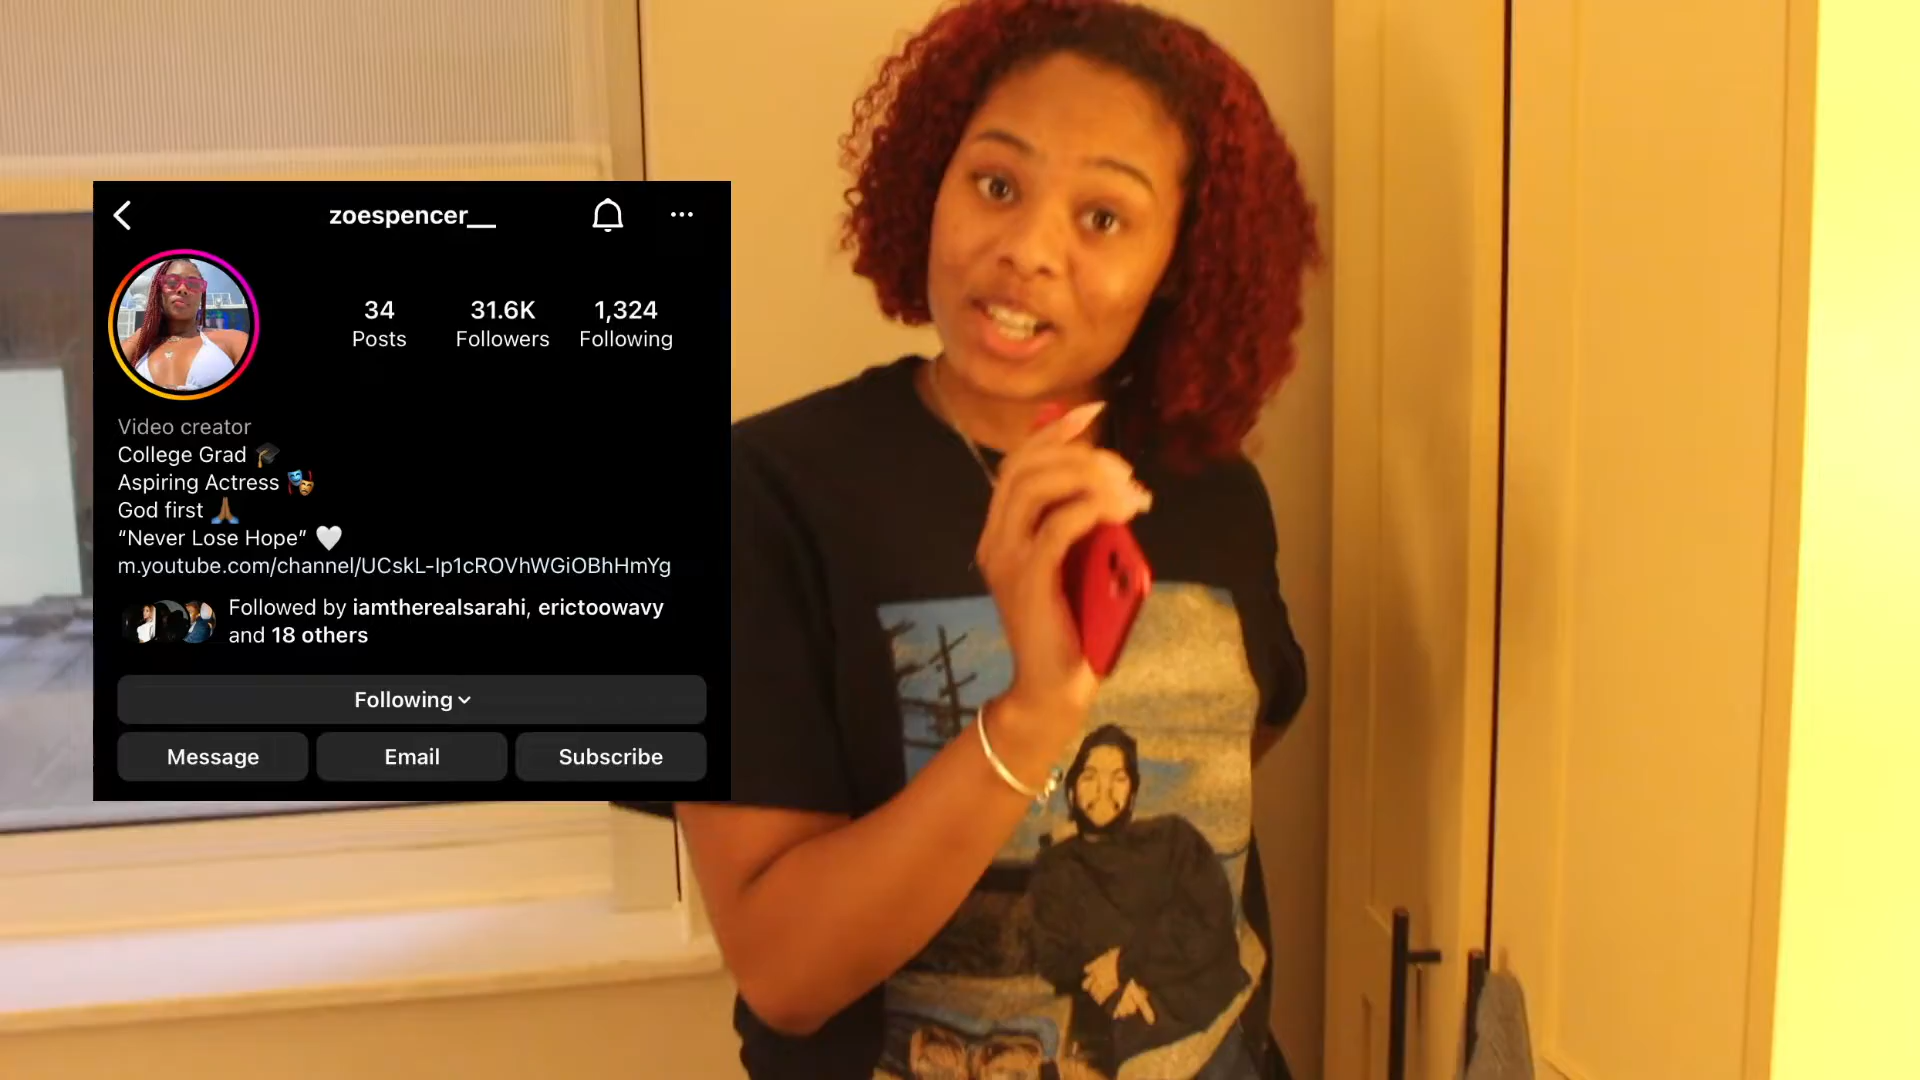 zoespencer__
34
31.6K
1,324
Posts
Followers
Following
Video creator
College Grad 🎓
Aspiring Actress 🎭
God first 🙏🏾
“Never Lose Hope” 🤍
m.youtube.com/channel/UCskL-Ip1cROVhWGiOBhHmYg
Followed by iamtherealsarahi, erictoowavy
and 18 others
Following
Message
Email
Subscribe